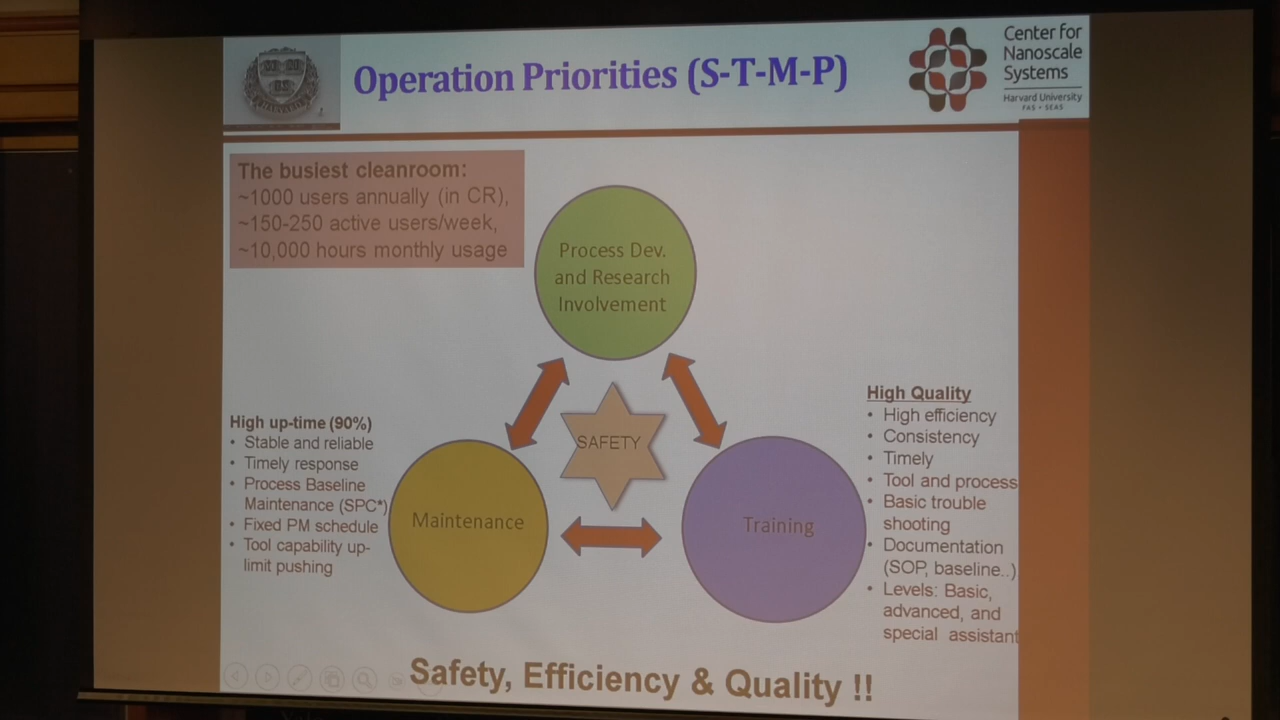 Operation Priorities (S-T-M-P)
Center for
Nanoscale
Systems
Harvard University
FAS • SEAS
The busiest cleanroom:
~1000 users annually (in CR),
~150-250 active users/week,
~10,000 hours monthly usage
Process Dev.
and Research
Involvement
SAFETY
High up-time (90%)
• Stable and reliable
• Timely response
• Process Baseline
Maintenance (SPC*)
• Fixed PM schedule
• Tool capability up-
limit pushing
Maintenance
Training
High Quality
• High efficiency
• Consistency
• Timely
• Tool and process
• Basic trouble
shooting
• Documentation
(SOP, baseline..)
• Levels: Basic,
advanced, and
special assistant
Safety, Efficiency & Quality !!